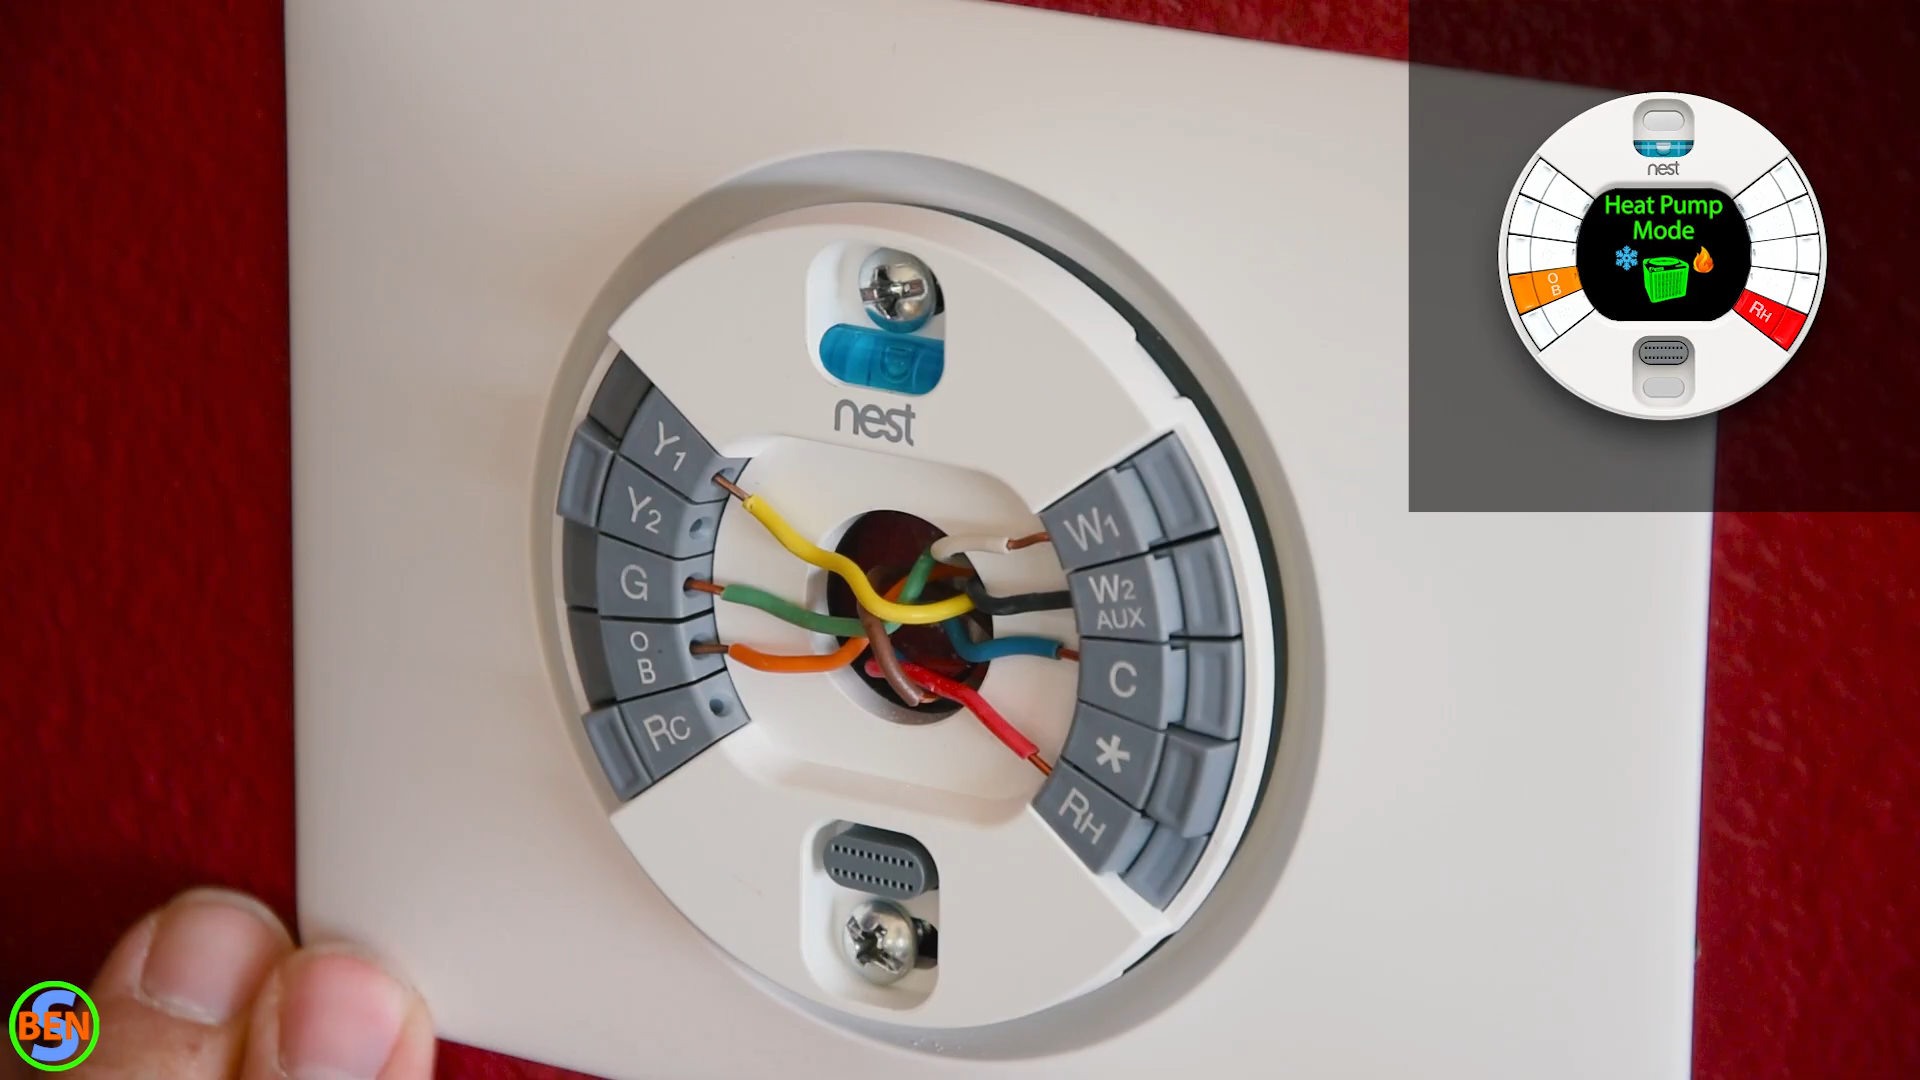 nest
Y1
Y2
G
O
B
RC
W1
W2
AUX
C
*
RH
nest
Heat Pump
Mode
O
B
RH
BEN
S